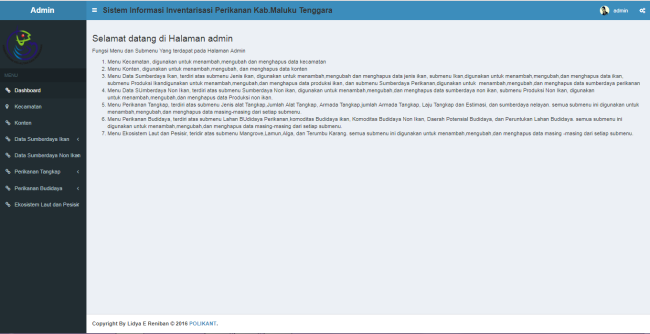 Admin
Sistem Informasi Inventarisasi Perikanan Kab.Maluku Tenggara
admin
MENU
Dashboard
Kecamatan
Konten
Data Sumberdaya Ikan
Data Sumberdaya Non Ikan
Perikanan Tangkap
Perikanan Budidaya
Ekosistem Laut dan Pesisir
Selamat datang di Halaman admin
Fungsi Menu dan Submenu Yang terdapat pada Halaman Admin
1. Menu Kecamatan, digunakan untuk menambah,mengubah dan menghapus data kecamatan
2. Menu Konten, digunakan untuk menambah,mengubah, dan menghapus data konten
3. Menu Data Sumberdaya Ikan, terdiri atas submenu Jenis ikan, digunakan untuk menambah,mengubah dan menghapus data jenis ikan, submenu Ikan,digunakan untuk menambah,mengubah dan menghapus data ikan,
submenu Produksi Ikandigunakan untuk menambah,mengubah dan menghapus data produksi ikan, dan submenu Sumberdaya Perikanan,digunakan untuk menambah,mengubah dan menghapus data sumberdaya perikanan
4. Menu Data SUmberdaya Non Ikan, terdiri atas submenu Sumberdaya Non Ikan, digunakan untuk menambah,mengubah,dan menghapus data sumberdaya non ikan, submenu Produksi Non Ikan, digunakan
untuk menambah,mengubah dan menghapus data Produksi non ikan.
5. Menu Perikanan Tangkap, terdiri atas submenu Jenis alat Tangkap,Jumlah Alat Tangkap, Armada Tangkap,jumlah Armada Tangkap, Laju Tangkap dan Estimasi, dan sumberdaya nelayan. semua submenu ini digunakan untuk
menambah,mengubah,dan menghapus data masing-masing dari setiap submenu
6. Menu Perikanan Budidaya, terdiri atas submenu Lahan BUdidaya Perikanan,komoditas Budidaya ikan, Komoditas Budidaya Non Ikan, Daerah Potensial Budidaya, dan Peruntukan Lahan Budidaya. semua submenu ini
digunakan untuk menambah,mengubah,dan menghapus data masing-masing dari setiap submenu.
7. Menu Ekosistem Laut dan Pesisir, terdiri atas submenu Mangrove,Lamun,Alga, dan Terumbu Karang. semua submenu ini digunakan untuk menambah,mengubah,dan menghapus data masing -masing dari setiap submenu.
Copyright By Lidya E Reniban © 2016 POLIKANT.